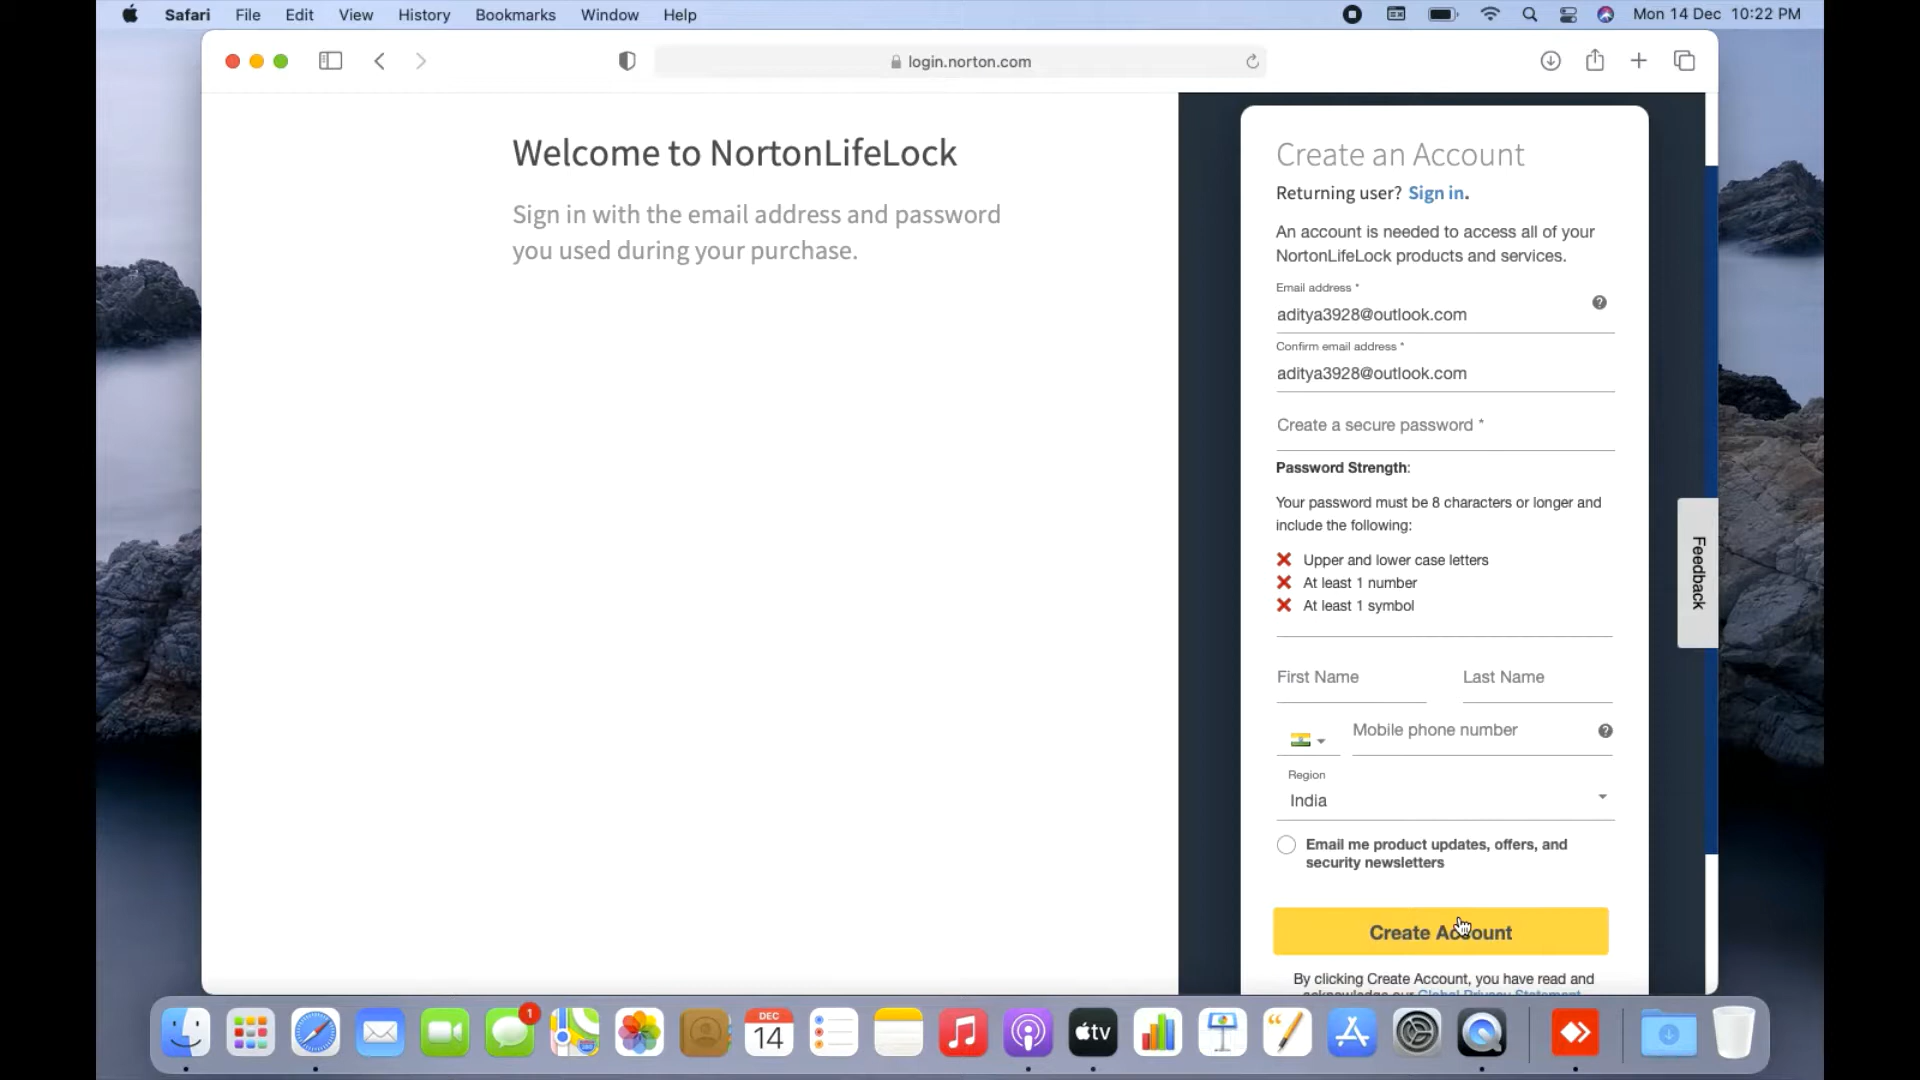 Safari File Edit View History Bookmarks Window Help Mon 14 Dec 10:22 PM
login.norton.com
Welcome to NortonLifeLock
Sign in with the email address and password
you used during your purchase.
Create an Account
Returning user? Sign in.
An account is needed to access all of your
NortonLifeLock products and services.
Email address *
aditya3928@outlook.com
Confirm email address *
aditya3928@outlook.com
Create a secure password *
Password Strength:
Your password must be 8 characters or longer and
include the following:
Upper and lower case letters
At least 1 number
At least 1 symbol
First Name Last Name
Mobile phone number
Region
India
Email me product updates, offers, and
security newsletters
Create Account
By clicking Create Account, you have read and
acknowledge our Global Privacy Statement
Feedback
1
DEC
14
tv